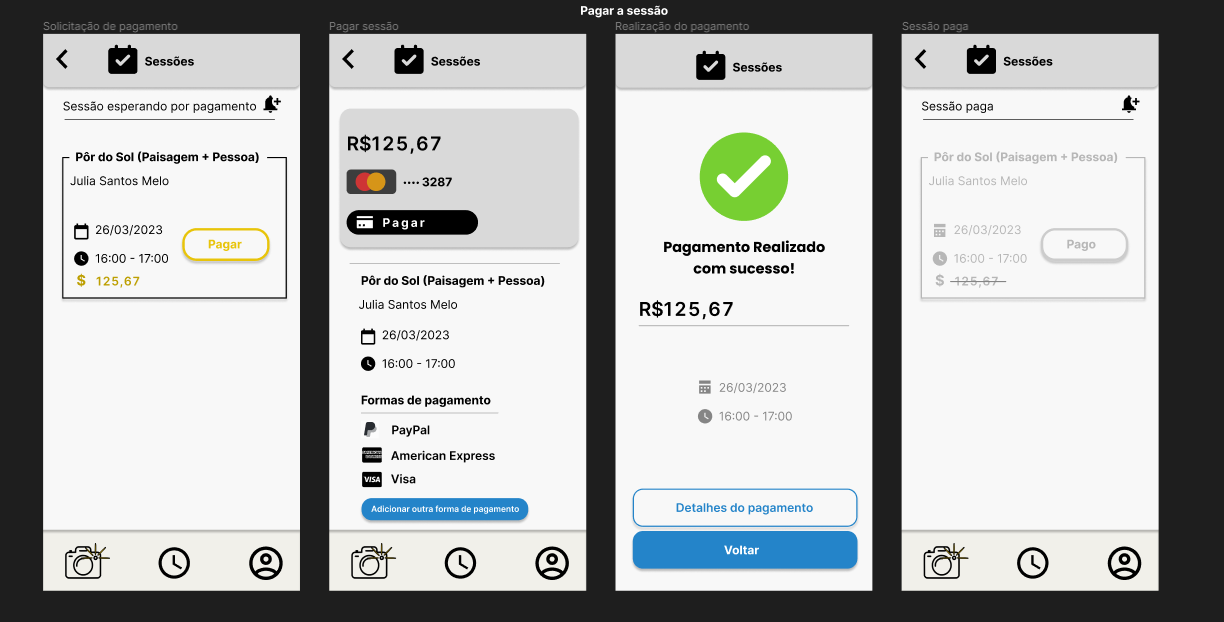 Pagar a sessão
Solicitação de pagamento
Sessões
Sessão esperando por pagamento
Pôr do Sol (Paisagem + Pessoa)
Julia Santos Melo
26/03/2023
16:00 - 17:00
Pagar
$ 125,67
Pagar sessão
Sessões
R$125,67
•••• 3287
Pagar
Pôr do Sol (Paisagem + Pessoa)
Julia Santos Melo
26/03/2023
16:00 - 17:00
Formas de pagamento
PayPal
American Express
VISA Visa
Adicionar outra forma de pagamento
Realização do pagamento
Sessões
Pagamento Realizado
com sucesso!
R$125,67
26/03/2023
16:00 - 17:00
Detalhes do pagamento
Voltar
Sessão paga
Sessões
Sessão paga
Pôr do Sol (Paisagem + Pessoa)
Julia Santos Melo
26/03/2023
16:00 - 17:00
Pago
$ 125,67